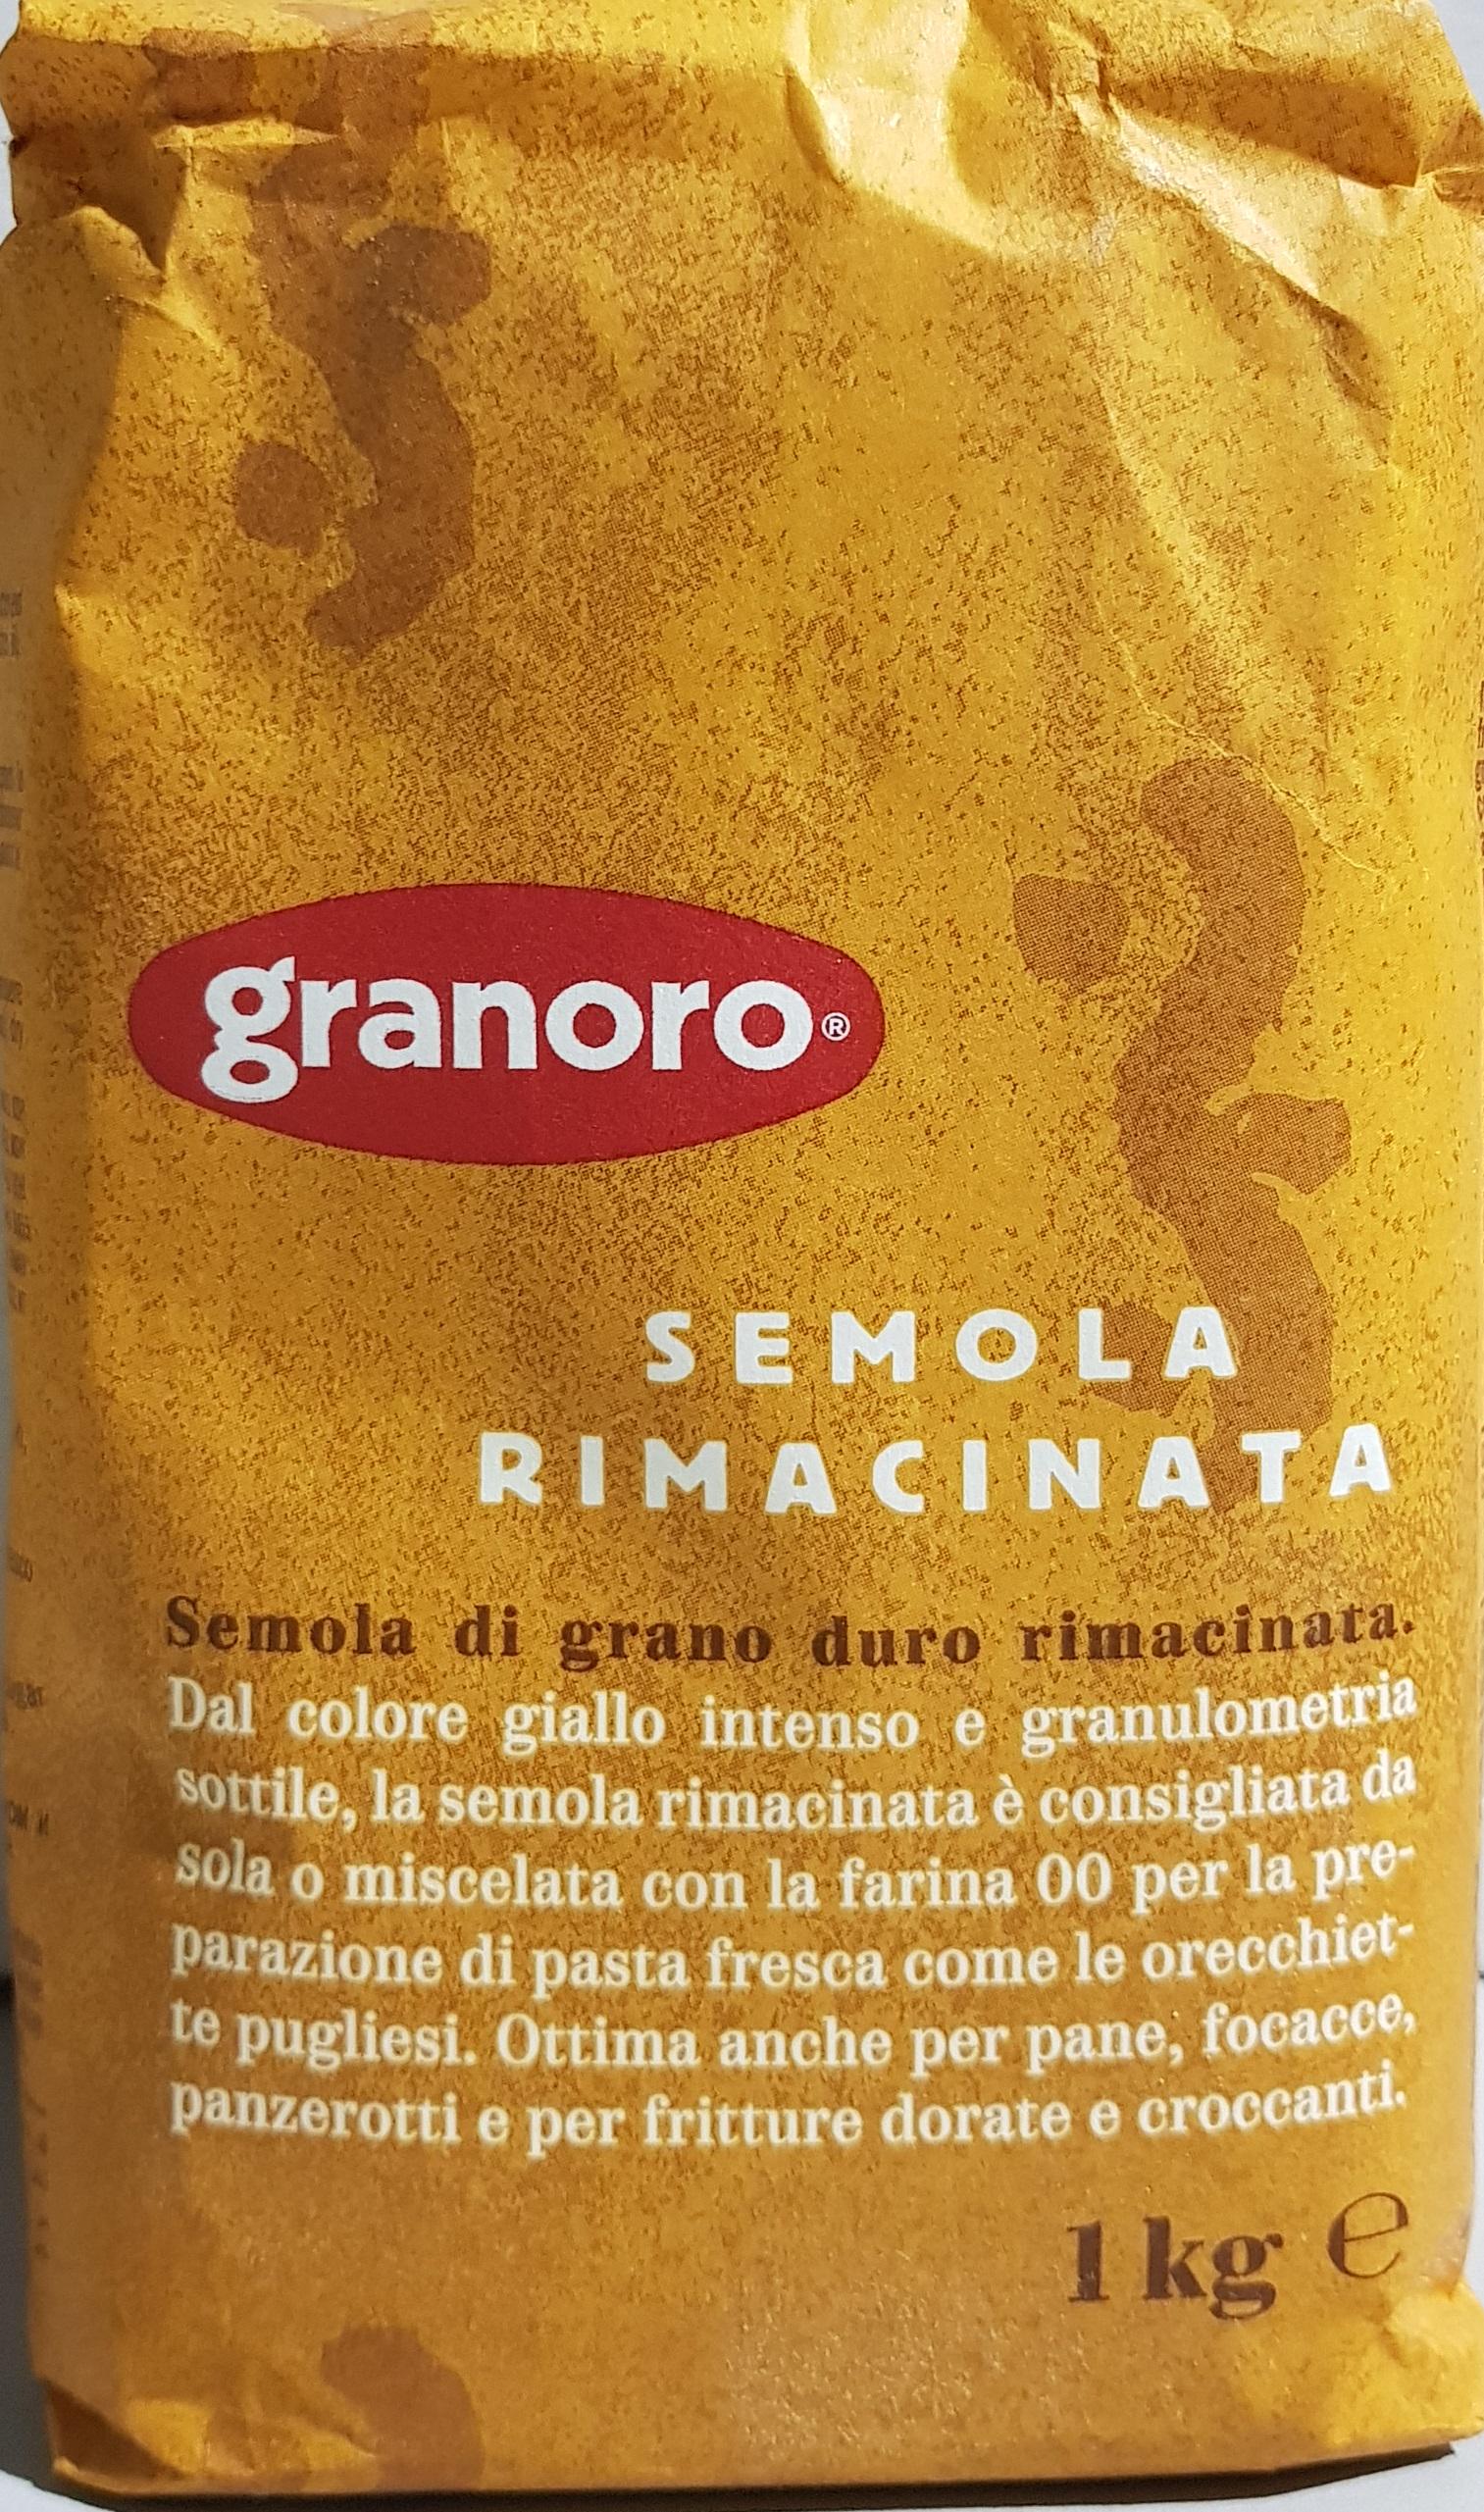 granoro®
SEMOLA
RIMACINATA
Semola di grano duro rimacinata.
Dal colore giallo intenso e granulometria
sottile, la semola rimacinata è consigliata da
sola o miscelata con la farina 00 per la pre-
parazione di pasta fresca come le orecchiet-
te pugliesi. Ottima anche per pane, focacce,
panzerotti e per fritture dorate e croccanti.
1 kg ℮